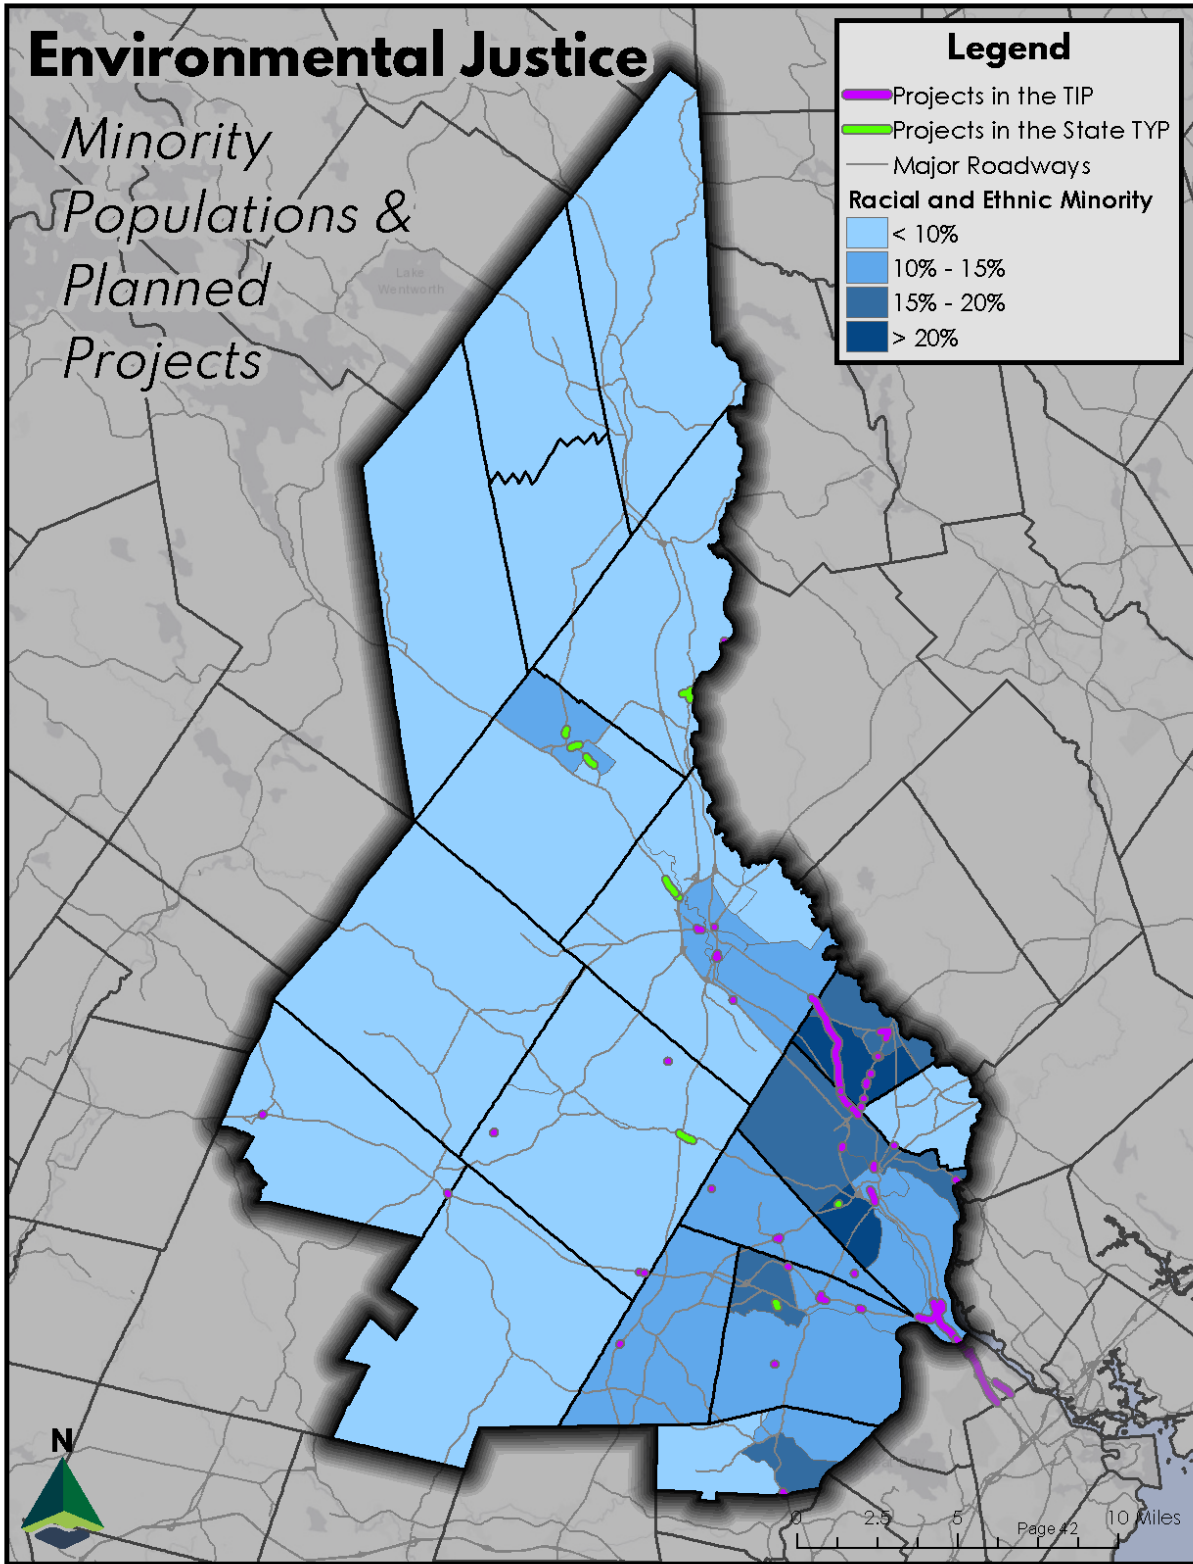 Environmental Justice
Minority
Populations &
Planned
Projects
Lake
Wentworth
Legend
Projects in the TIP
Projects in the State TYP
Major Roadways
Racial and Ethnic Minority
< 10%
10% - 15%
15% - 20%
> 20%
N
0 2.5 5 10 Miles
Page 42